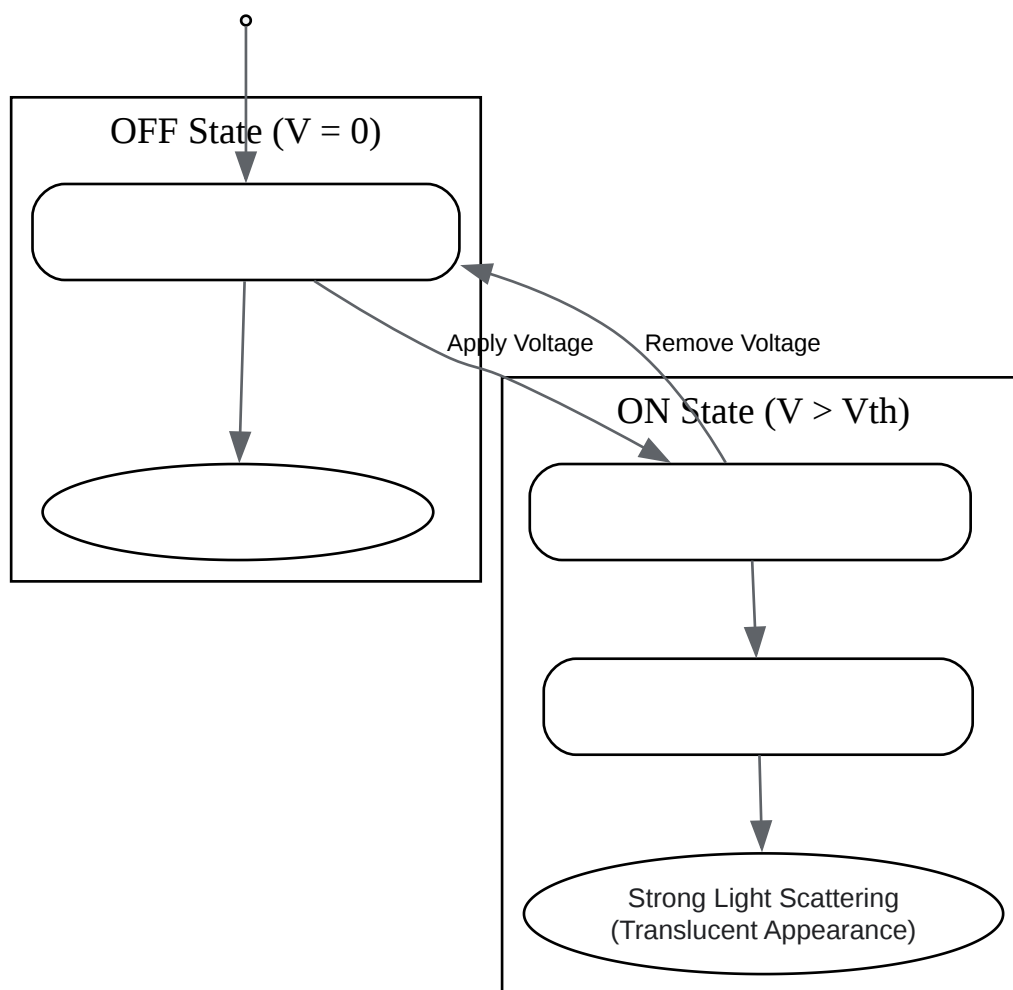 OFF State (V = 0)
Apply Voltage
Remove Voltage
ON State (V > Vth)
Strong Light Scattering
(Translucent Appearance)